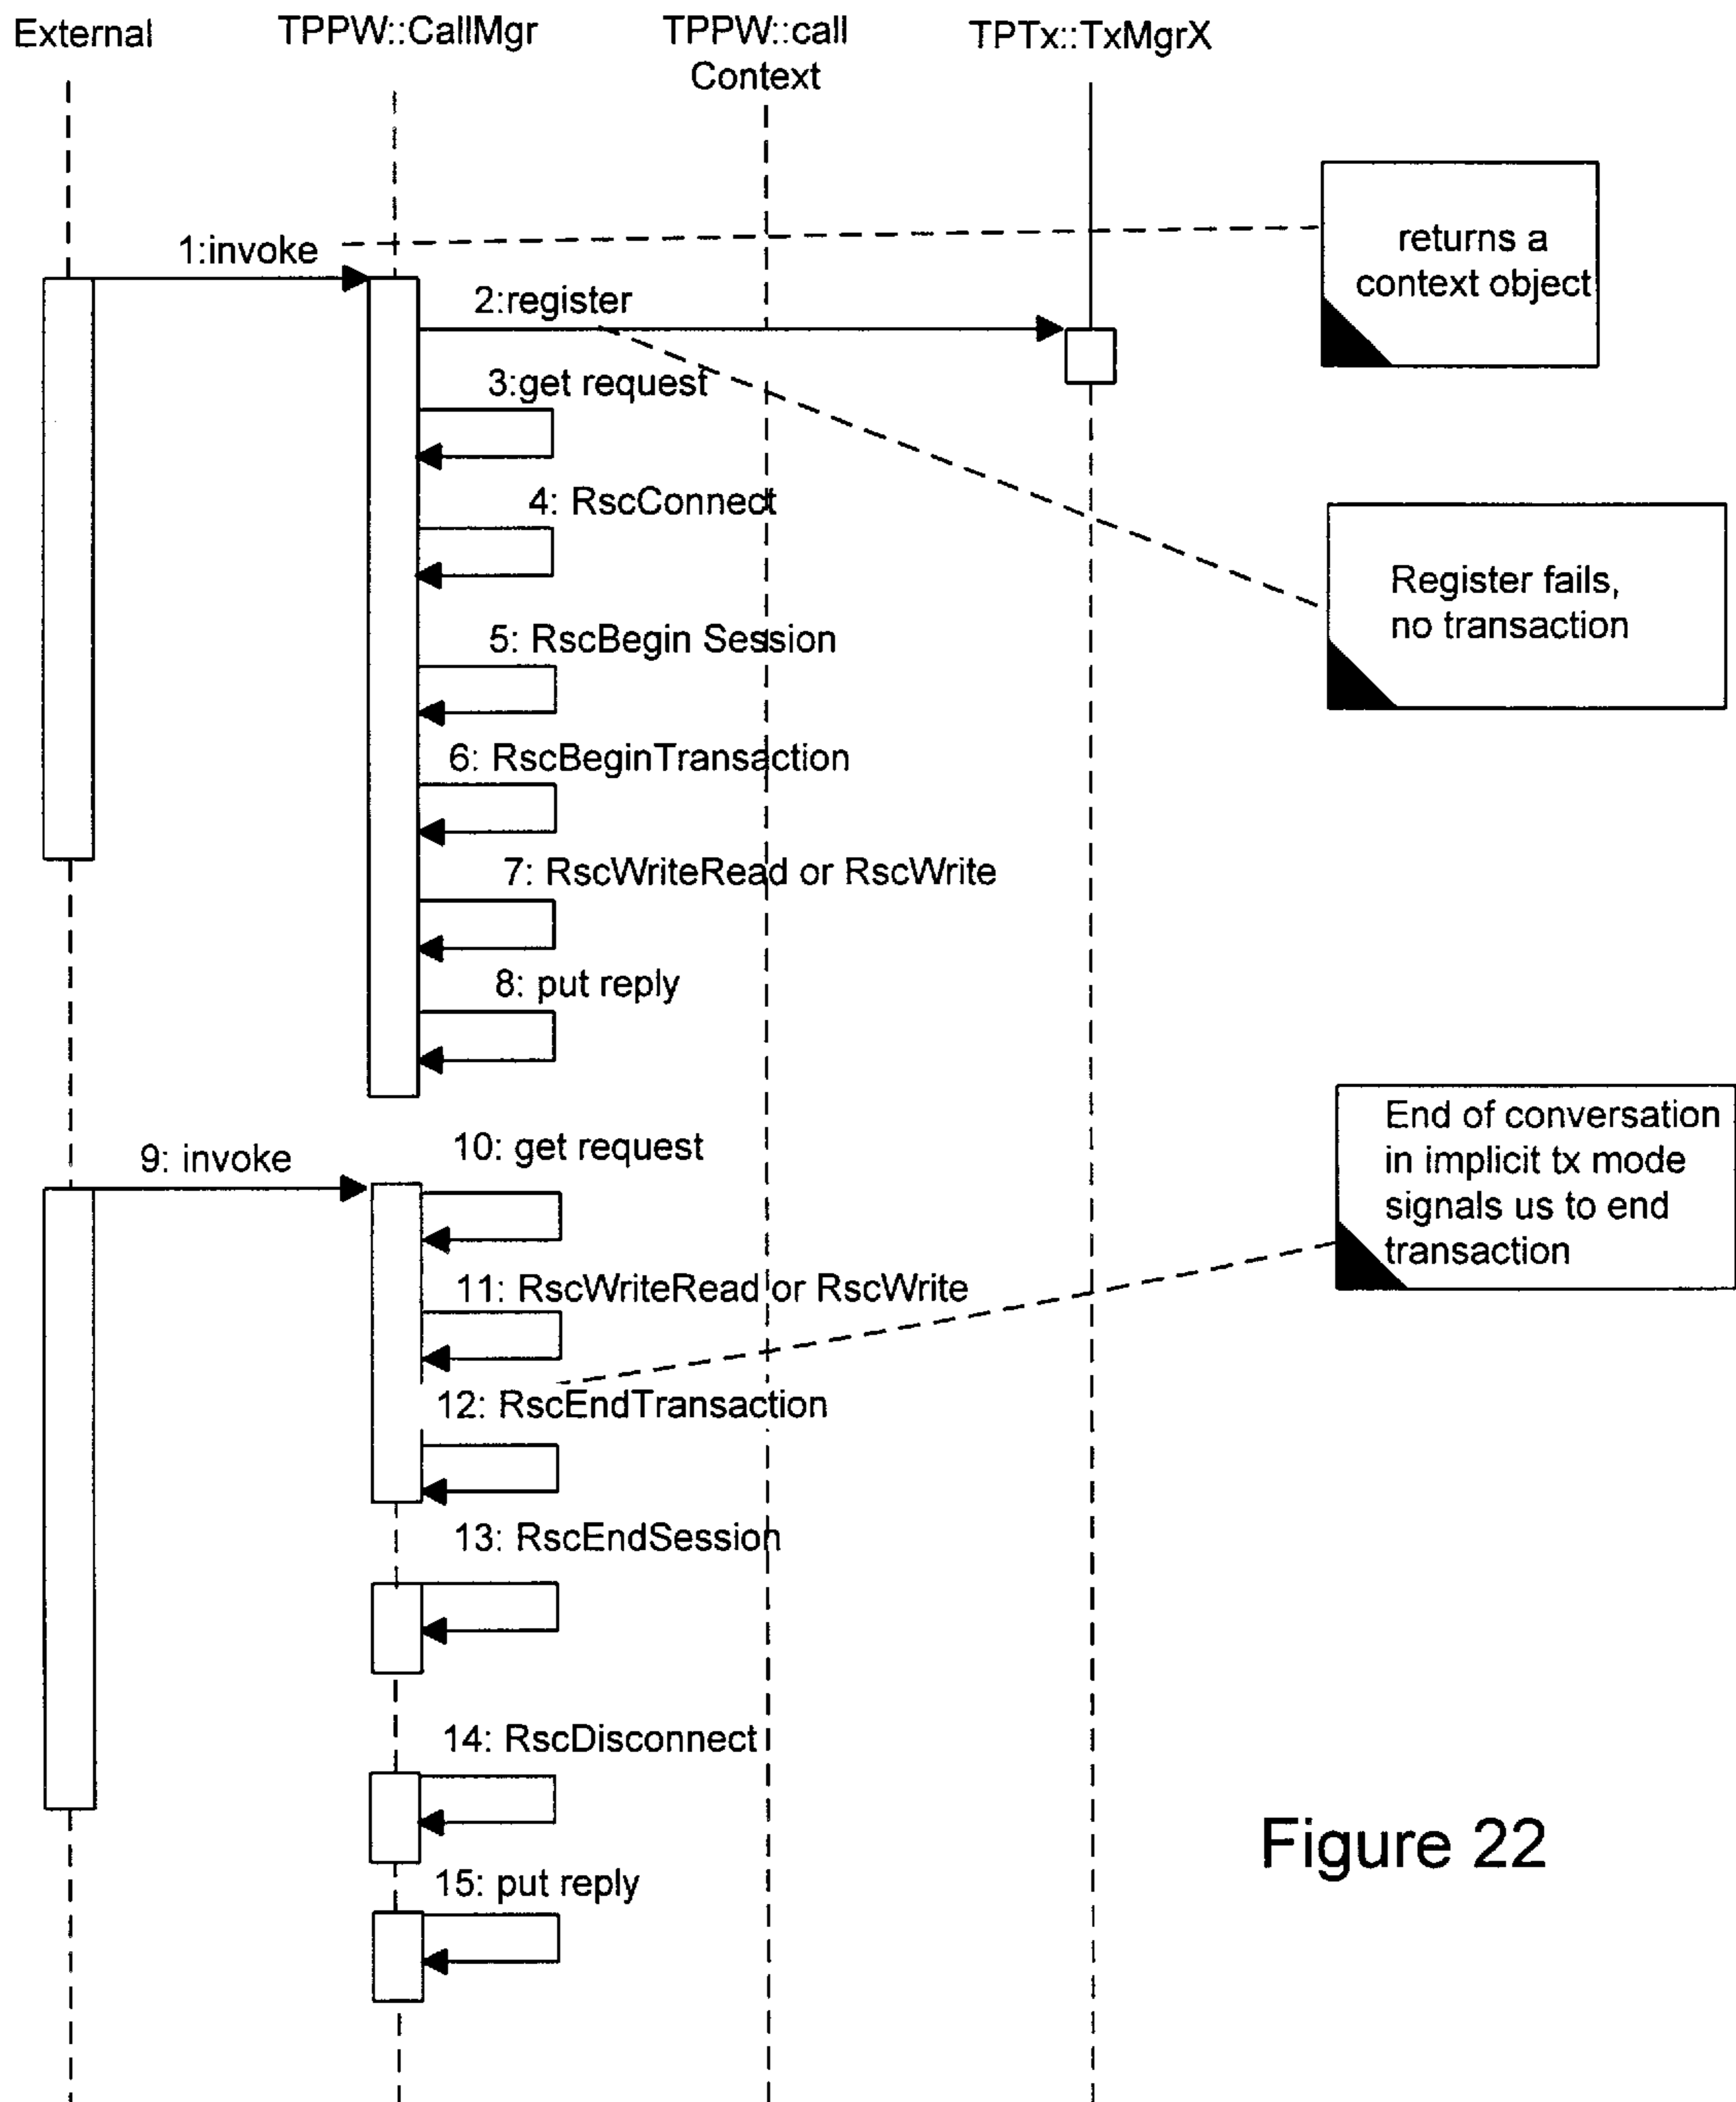 External
TPPW::CallMgr
TPPW::call
Context
TPTx::TxMgrX
returns a
context object
1:invoke
2:register
3:get request
4: RscConnect
Register fails,
no transaction
5: RscBegin Session
6: RscBeginTransaction
7: RscWriteRead or RscWrite
8: put reply
End of conversation
in implicit tx mode
signals us to end
transaction
9: invoke
10: get request
11: RscWriteRead or RscWrite
12: RscEndTransaction
13: RscEndSession
14: RscDisconnect
15: put reply
Figure 22